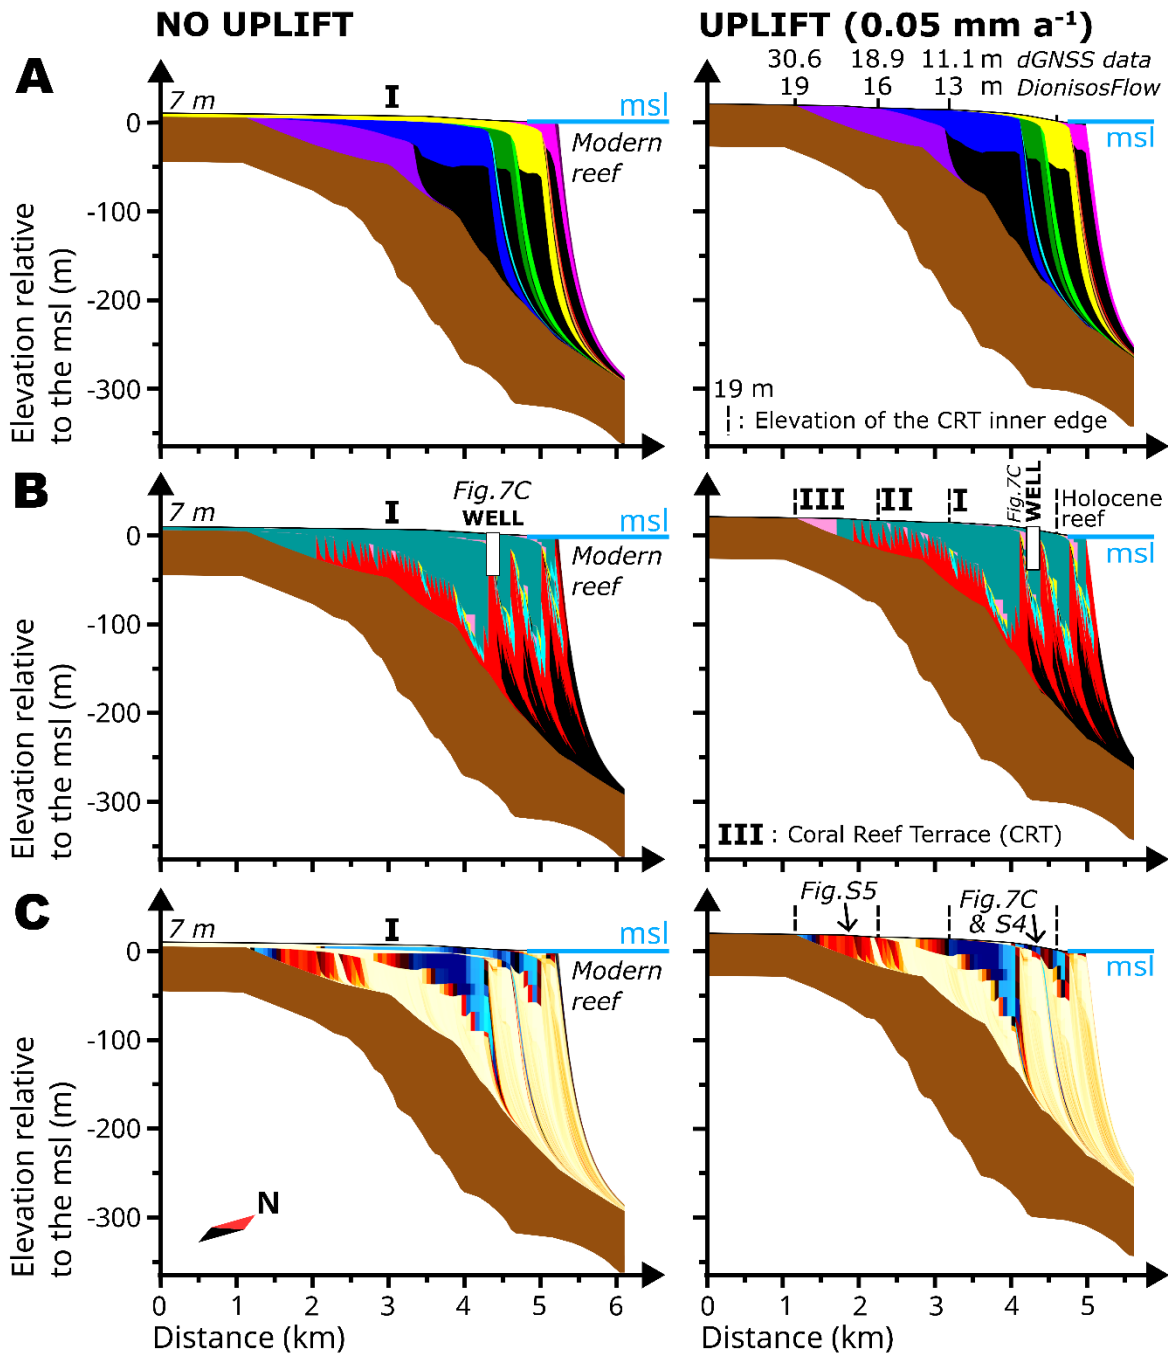 NO UPLIFT
UPLIFT (0.05 mm a⁻¹)
A
7 m
I
msl
Modern
reef
0
-100
-200
-300
Elevation relative
to the msl (m)
30.6 18.9 11.1 m dGNSS data
19 16 13 m DionisosFlow
msl
19 m
: Elevation of the CRT inner edge
B
7 m
I
Fig.7C
WELL
msl
Modern
reef
0
-100
-200
-300
Elevation relative
to the msl (m)
III
II
I
Fig.7C
WELL
Holocene
reef
msl
III : Coral Reef Terrace (CRT)
C
7 m
I
msl
Modern
reef
0
-100
-200
-300
Elevation relative
to the msl (m)
N
0 1 2 3 4 5 6
Distance (km)
Fig.S5
Fig.7C
& S4
msl
0 1 2 3 4 5
Distance (km)